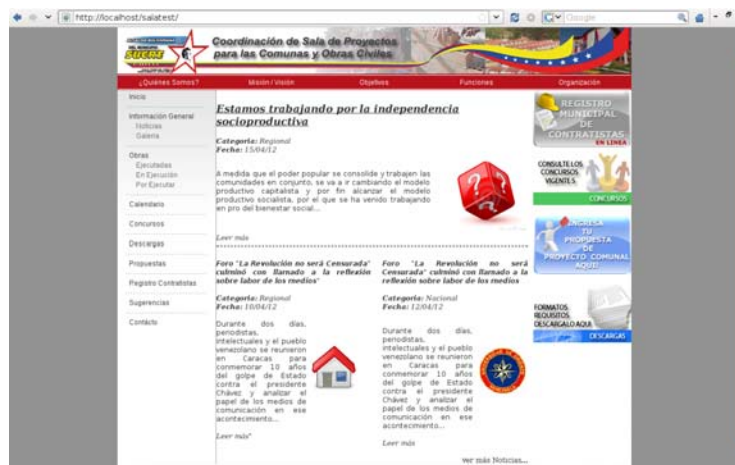 http://localhost/salatest/
Google
SUCRE
Coordinación de Sala de Proyectos
para las Comunas y Obras Civiles
¿Quiénes Somos?
Misión / Visión
Objetivos
Funciones
Organización
Inicio
Información General
Noticias
Galeria
Obras
Ejecutadas
En Ejecución
Por Ejecutar
Calendario
Concursos
Descargas
Propuestas
Registro Contratistas
Sugerencias
Contácto
Estamos trabajando por la independencia
socioproductiva
Categoria: Regional
Fecha: 15/04/12
A medida que el poder popular se consolide y trabajen las
comunidades en conjunto, se va a ir cambiando el modelo
productivo capitalista y por fin alcanzar el modelo
productivo socialista, por el que se ha venido trabajando
en pro del bienestar social...
Leer más
Foro "La Revolución no será Censurada"
culminó con llamado a la reflexión
sobre labor de los medios"
Categoria: Regional
Fecha: 10/04/12
Durante dos días,
periodistas,
intelectuales y el pueblo
venezolano se reunieron
en Caracas para
conmemorar 10 años
del golpe de Estado
contra el presidente
Chávez y analizar el
papel de los medios de
comunicación en ese
acontecimiento...
Leer más"
Foro "La Revolución no será
Censurada" culminó con llamado a la
reflexión sobre labor de los medios
Categoria: Nacional
Fecha: 12/04/12
Durante dos días,
periodistas,
intelectuales y el pueblo
venezolano se reunieron
en Caracas para
conmemorar 10 años
del golpe de Estado
contra el presidente
Chávez y analizar el
papel de los medios de
comunicación en ese
acontecimiento...
Leer más
ver más Noticias...
REGISTRO
MUNICIPAL
DE
CONTRATISTAS
EN LINEA
CONSULTE LOS
CONCURSOS
VIGENTES
CONCURSOS
INGRESA
TU
PROPUESTA
DE
PROYECTO COMUNAL
AQUI!
FORMATOS
REQUISITOS
DESCARGALO AQUI
DESCARGAS